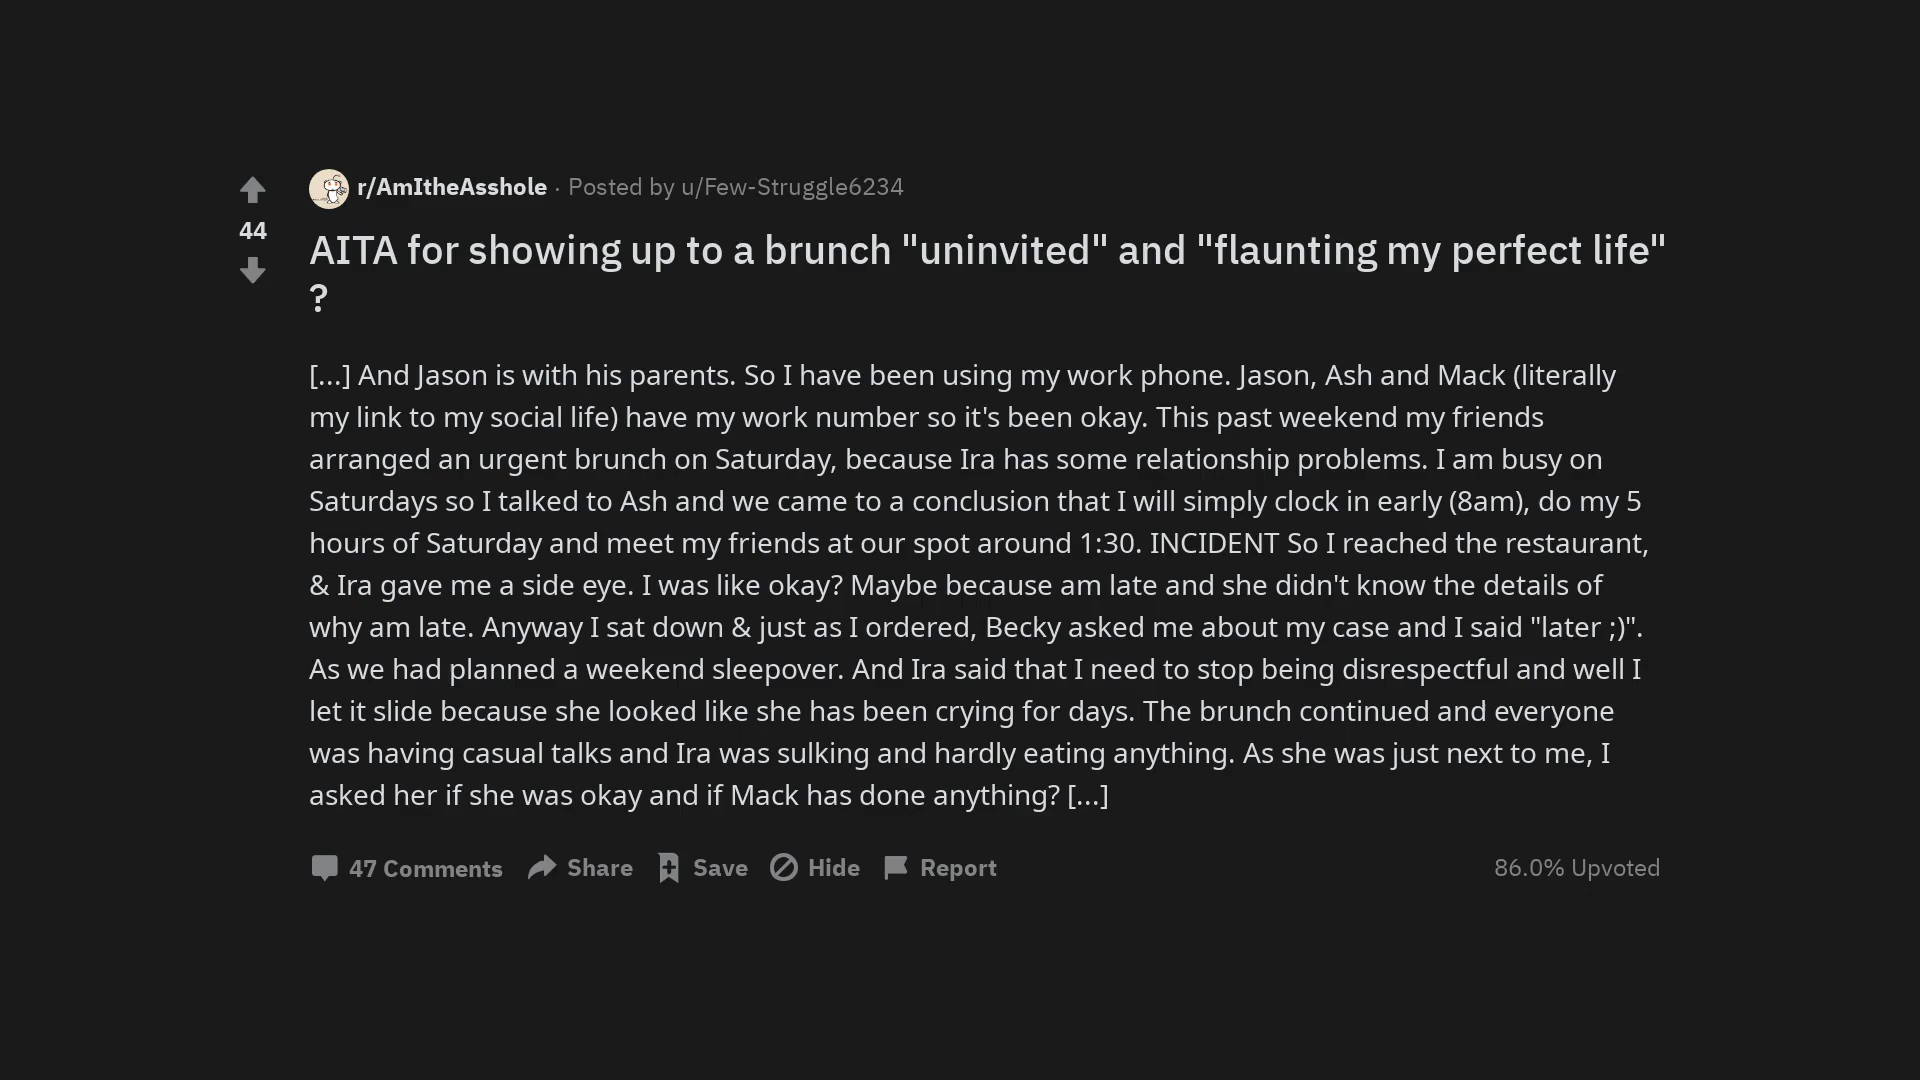 r/AmItheAsshole · Posted by u/Few-Struggle6234
44
AITA for showing up to a brunch "uninvited" and "flaunting my perfect life"
?
[...] And Jason is with his parents. So I have been using my work phone. Jason, Ash and Mack (literally
my link to my social life) have my work number so it's been okay. This past weekend my friends
arranged an urgent brunch on Saturday, because Ira has some relationship problems. I am busy on
Saturdays so I talked to Ash and we came to a conclusion that I will simply clock in early (8am), do my 5
hours of Saturday and meet my friends at our spot around 1:30. INCIDENT So I reached the restaurant,
& Ira gave me a side eye. I was like okay? Maybe because am late and she didn't know the details of
why am late. Anyway I sat down & just as I ordered, Becky asked me about my case and I said "later ;)".
As we had planned a weekend sleepover. And Ira said that I need to stop being disrespectful and well I
let it slide because she looked like she has been crying for days. The brunch continued and everyone
was having casual talks and Ira was sulking and hardly eating anything. As she was just next to me, I
asked her if she was okay and if Mack has done anything? [...]
47 Comments Share Save Hide Report 86.0% Upvoted